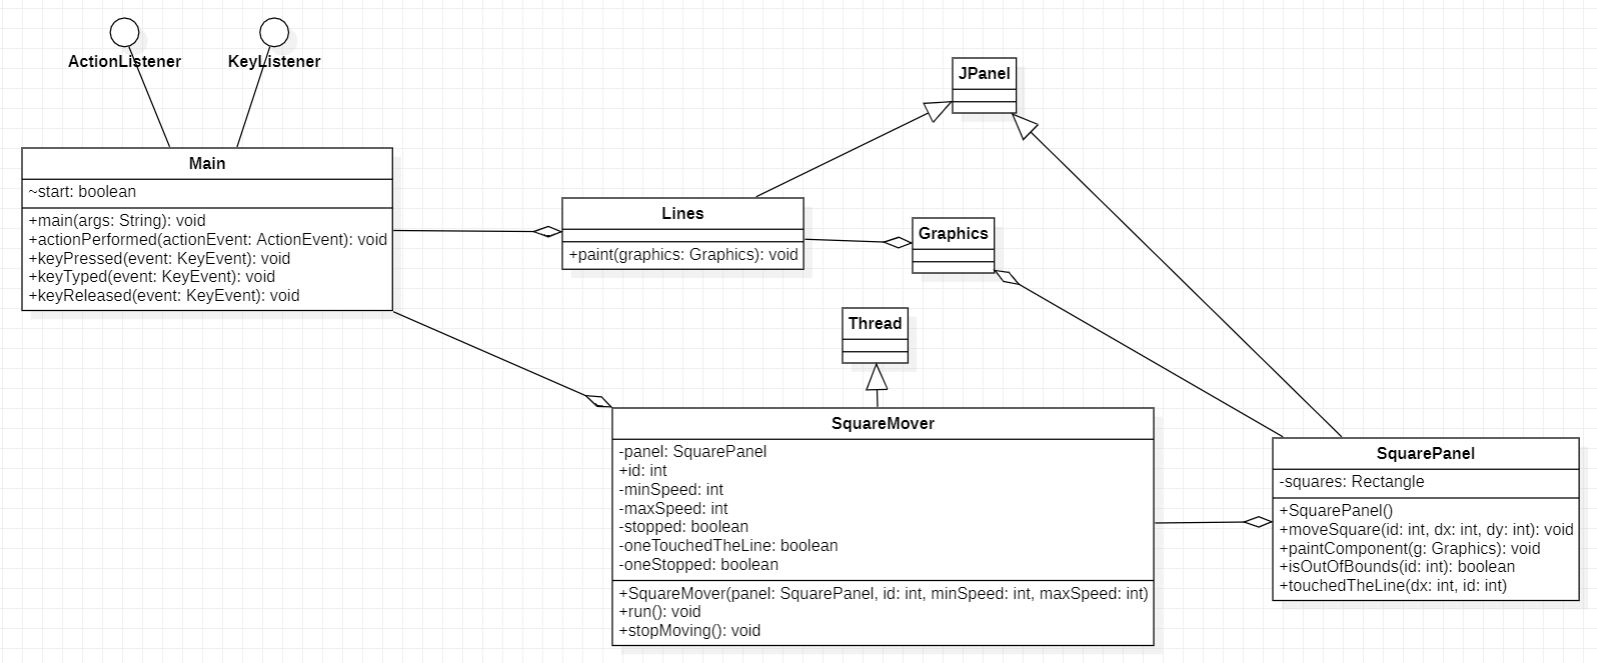 ActionListener
KeyListener
JPanel
Main
~start: boolean
+main(args: String): void
+actionPerformed(actionEvent: ActionEvent): void
+keyPressed(event: KeyEvent): void
+keyTyped(event: KeyEvent): void
+keyReleased(event: KeyEvent): void
Lines
+paint(graphics: Graphics): void
Graphics
Thread
SquareMover
-panel: SquarePanel
+id: int
-minSpeed: int
-maxSpeed: int
-stopped: boolean
-oneTouchedTheLine: boolean
-oneStopped: boolean
+SquareMover(panel: SquarePanel, id: int, minSpeed: int, maxSpeed: int)
+run(): void
+stopMoving(): void
SquarePanel
-squares: Rectangle
+SquarePanel()
+moveSquare(id: int, dx: int, dy: int): void
+paintComponent(g: Graphics): void
+isOutOfBounds(id: int): boolean
+touchedTheLine(dx: int, id: int)